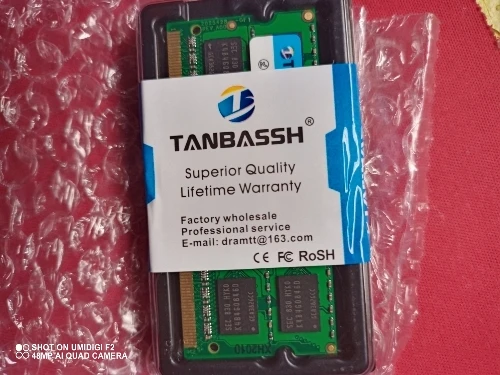 TANBASSH®
Superior Quality
Lifetime Warranty
Factory wholesale
Professional service
E-mail: dramtt@163.com
CE FC RoSH
XH2010
SHOT ON UMIDIGI F2
48MP AI QUAD CAMERA